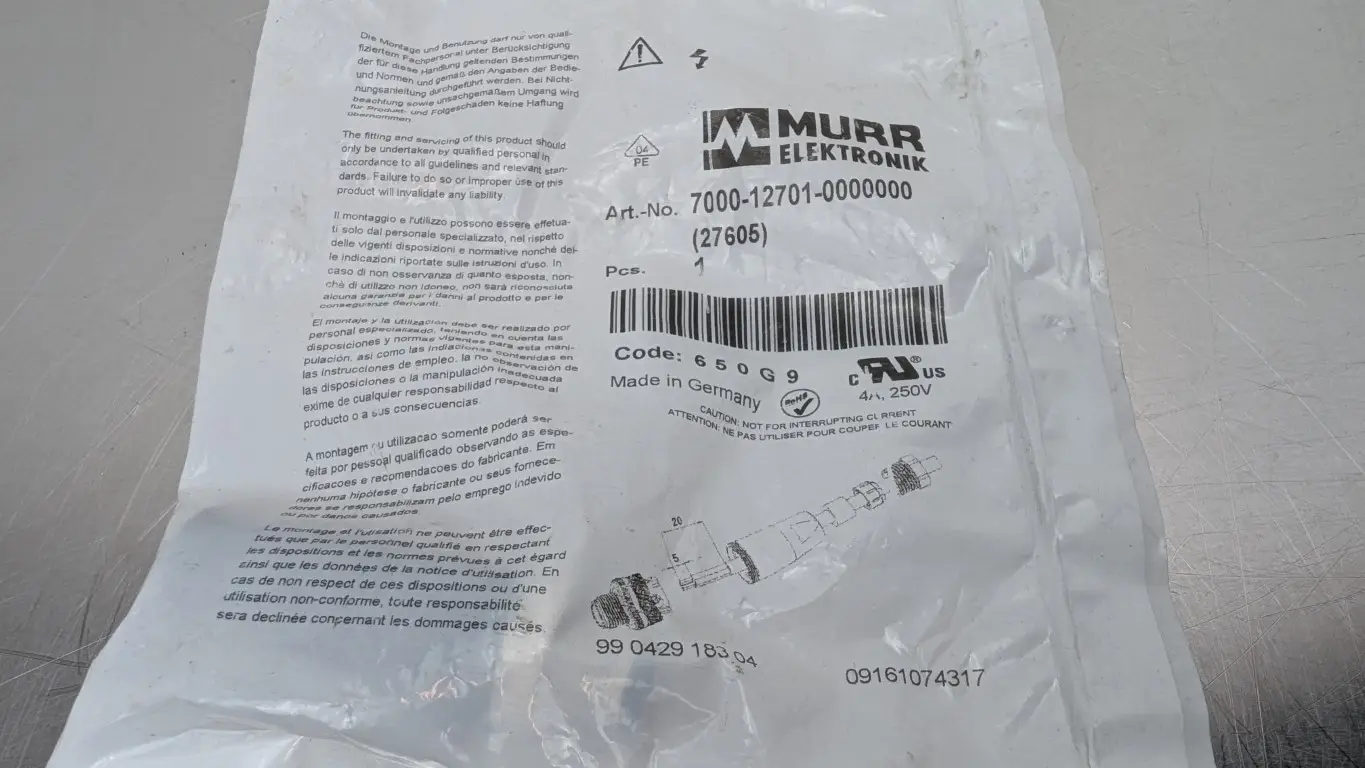 Die Montage und Benutzung darf nur von quali-
fiziertem Fachpersonal unter Berücksichtigung
der für diese Handlung geltenden Bestimmungen
und Normen und gemäß den Angaben der Bedie-
nungsanleitung durchgeführt werden. Bei Nicht-
beachtung sowie unsachgemäßem Umgang wird
für Produkt- und Folgeschäden keine Haftung
übernommen.
The fitting and servicing of this product should
only be undertaken by qualified personal in
accordance to all guidelines and relevant stan-
dards. Failure to do so or improper use of this
product will invalidate any liability.
Il montaggio e l'utilizzo possono essere effetua-
ti solo dal personale specializzato, nel rispetto
delle vigenti disposizioni e normative nonché del-
le indicazioni riportate sulle istruzioni d'uso. In
caso di non osservanza di quanto esposta, non-
chè di utilizzo non idoneo, non sarà riconosciuta
alcuna garanzia per i danni al prodotto e per le
conseguenze derivanti.
El montaje y la utilización debe ser realizado por
personal especializado, teniendo en cuenta las
disposiciones y normas vigentes para esta mani-
pulación, asi como las indiacionas contenidas en
las instrucciones de empleo. la no observación de
las disposiciones o la manipulación inadecuada
exime de cualquier responsabilidad respecto al
producto o a sus consecuencias.
A montagem ou utilizacao somente poderá ser
feita por pessoal qualificado observando as espe-
cificacoes e recomendacoes do fabricante. Em
nenhuma hipótese o fabricante ou seus fornece-
dores se responsabilizam pelo emprego indevido
ou por danos causados.
Le montage et l'utisation ne peuvent être effec-
tués que par le personnel qualifié en respectant
les dispositions et les normes prévues à cet égard
ainsi que les données de la notice d'utilisation. En
cas de non respect de ces dispositions ou d'une
utilisation non-conforme, toute responsabilité
sera declinée concernant les dommages causés.
04
PE
MURR
ELEKTRONIK
Art.-No. 7000-12701-0000000
(27605)
Pcs. 1
Code: 650G9
Made in Germany
RoHS
c RU ® US
4A, 250V
CAUTION: NOT FOR INTERRUPTING CURRENT
ATTENTION: NE PAS UTILISER POUR COUPER LE COURANT
20
5
99 0429 183 04
09161074317